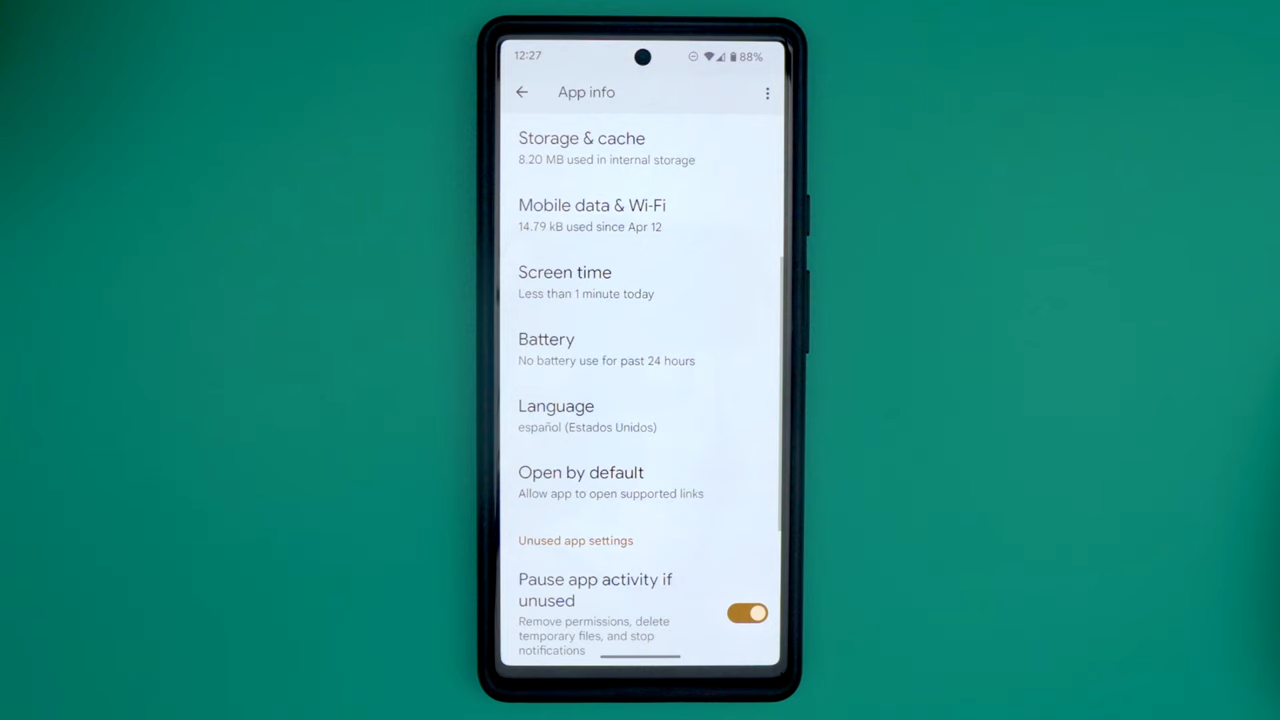 12:27
88%
App info
Storage & cache
8.20 MB used in internal storage
Mobile data & Wi-Fi
14.79 kB used since Apr 12
Screen time
Less than 1 minute today
Battery
No battery use for past 24 hours
Language
español (Estados Unidos)
Open by default
Allow app to open supported links
Unused app settings
Pause app activity if
unused
Remove permissions, delete
temporary files, and stop
notifications